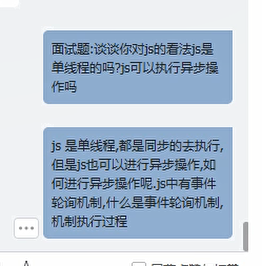 面试题:谈谈你对js的看法js是
单线程的吗?js可以执行异步操
作吗
js 是单线程,都是同步的去执行,
但是js也可以进行异步操作,如
何进行异步操作呢.js中有事件
轮询机制,什么是事件轮询机制,
机制执行过程